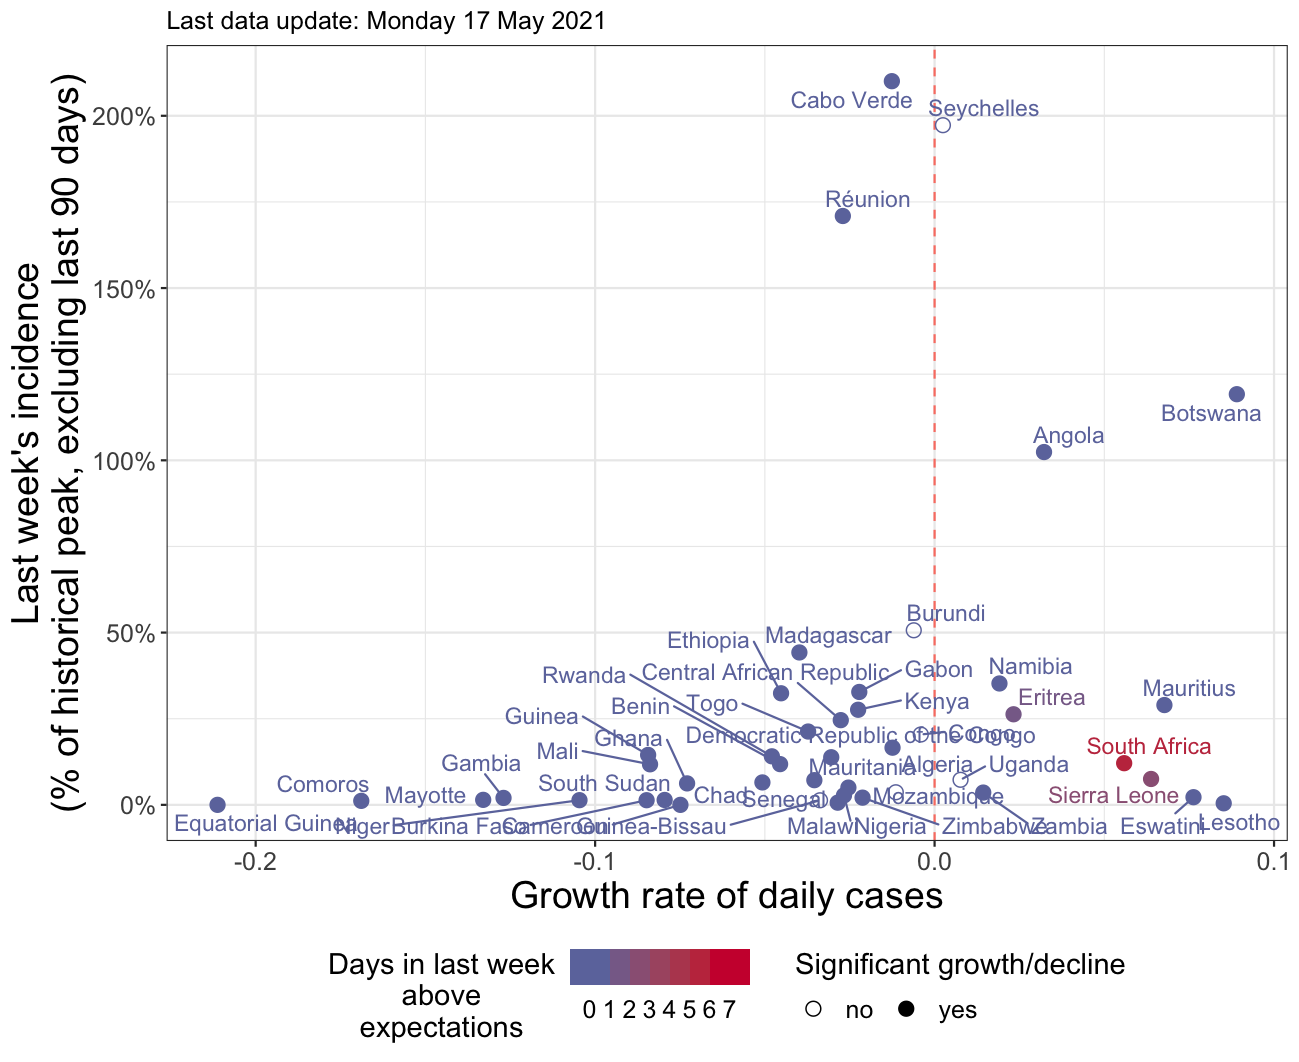 Last data update: Monday 17 May 2021
Last week's incidence
(% of historical peak, excluding last 90 days)
200%
150%
100%
50%
0%
Cabo Verde
Seychelles
Réunion
Botswana
Angola
Burundi
Ethiopia
Madagascar
Rwanda
Central African Republic
Gabon
Namibia
Mauritius
Eritrea
Benin
Togo
Kenya
Guinea
Ghana
Democratic Republic of the Congo
Congo
South Africa
Mali
Gambia
Mauritania
Algeria
Uganda
Comoros
Mayotte
South Sudan
Chad
Senegal
Mozambique
Sierra Leone
Equatorial Guinea
Niger
Burkina Faso
Cameroon
Guinea-Bissau
Malawi
Nigeria
Zimbabwe
Zambia
Eswatini
Lesotho
-0.2
-0.1
0.0
0.1
Growth rate of daily cases
Days in last week
above
expectations
0 1 2 3 4 5 6 7
Significant growth/decline
no
yes